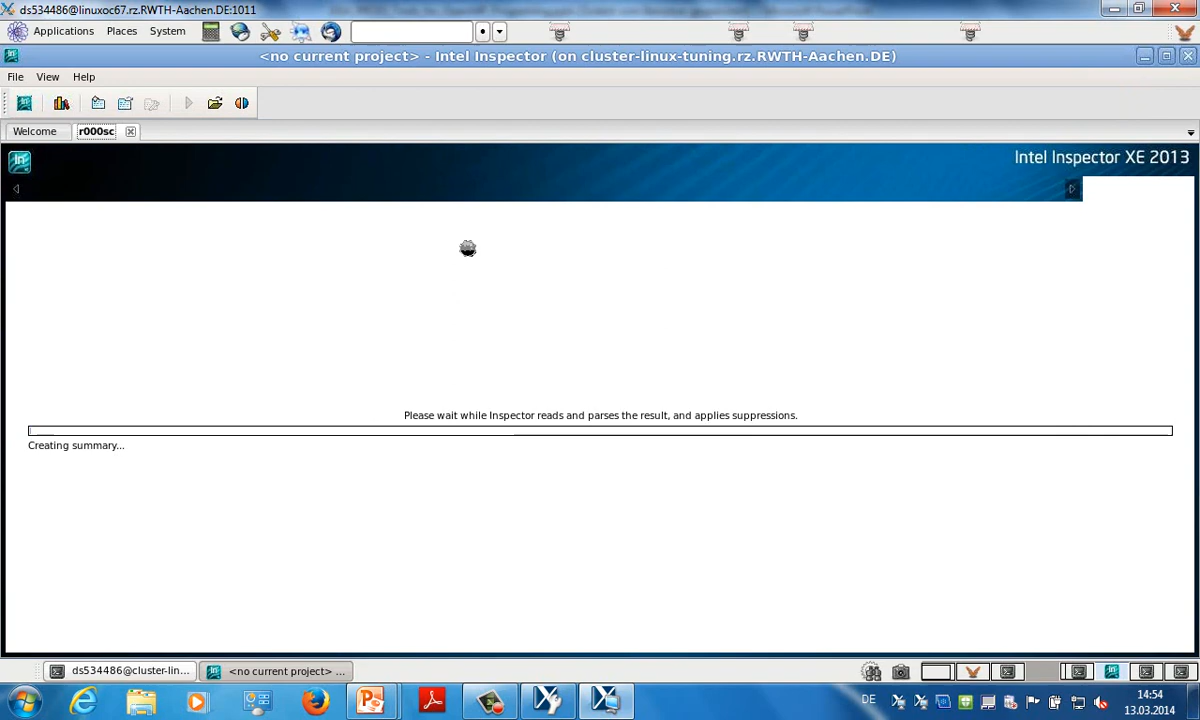 ds534486@linuxoc67.rz.RWTH-Aachen.DE:1011
Applications Places System
<no current project> - Intel Inspector (on cluster-linux-tuning.rz.RWTH-Aachen.DE)
File View Help
Welcome r000sc
Intel Inspector XE 2013
Please wait while Inspector reads and parses the result, and applies suppressions.
Creating summary...
ds534486@cluster-lin... <no current project> ...
DE 14:54
13.03.2014